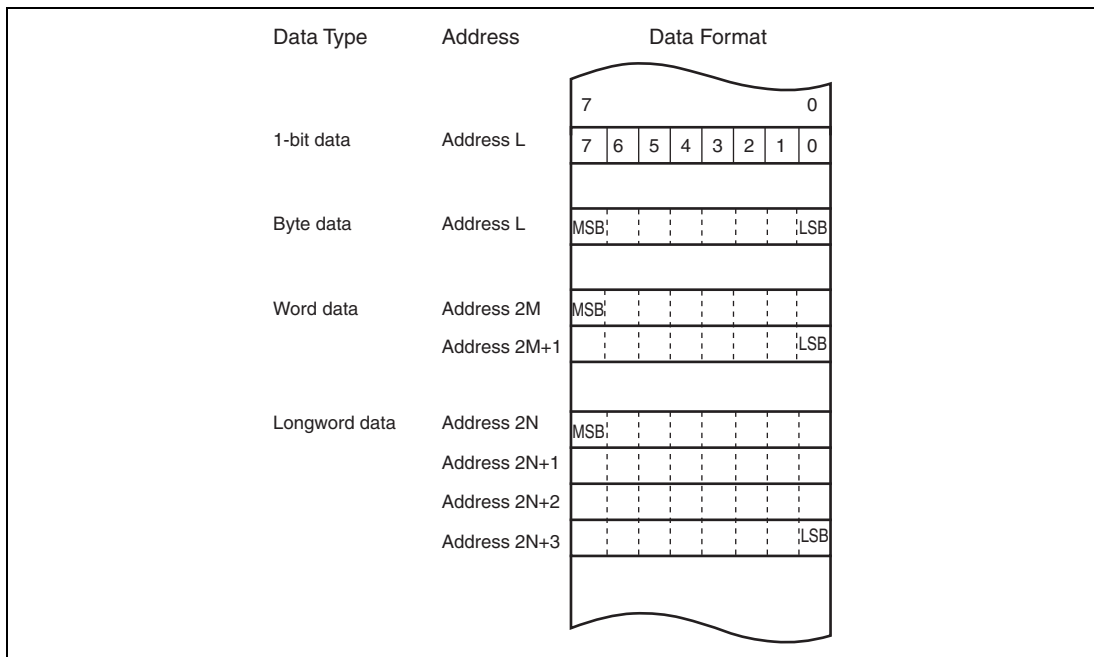 Data Type Address Data Format
7 0
1-bit data Address L 7 6 5 4 3 2 1 0
Byte data Address L MSB LSB
Word data Address 2M MSB
Address 2M+1 LSB
Longword data Address 2N MSB
Address 2N+1
Address 2N+2
Address 2N+3 LSB